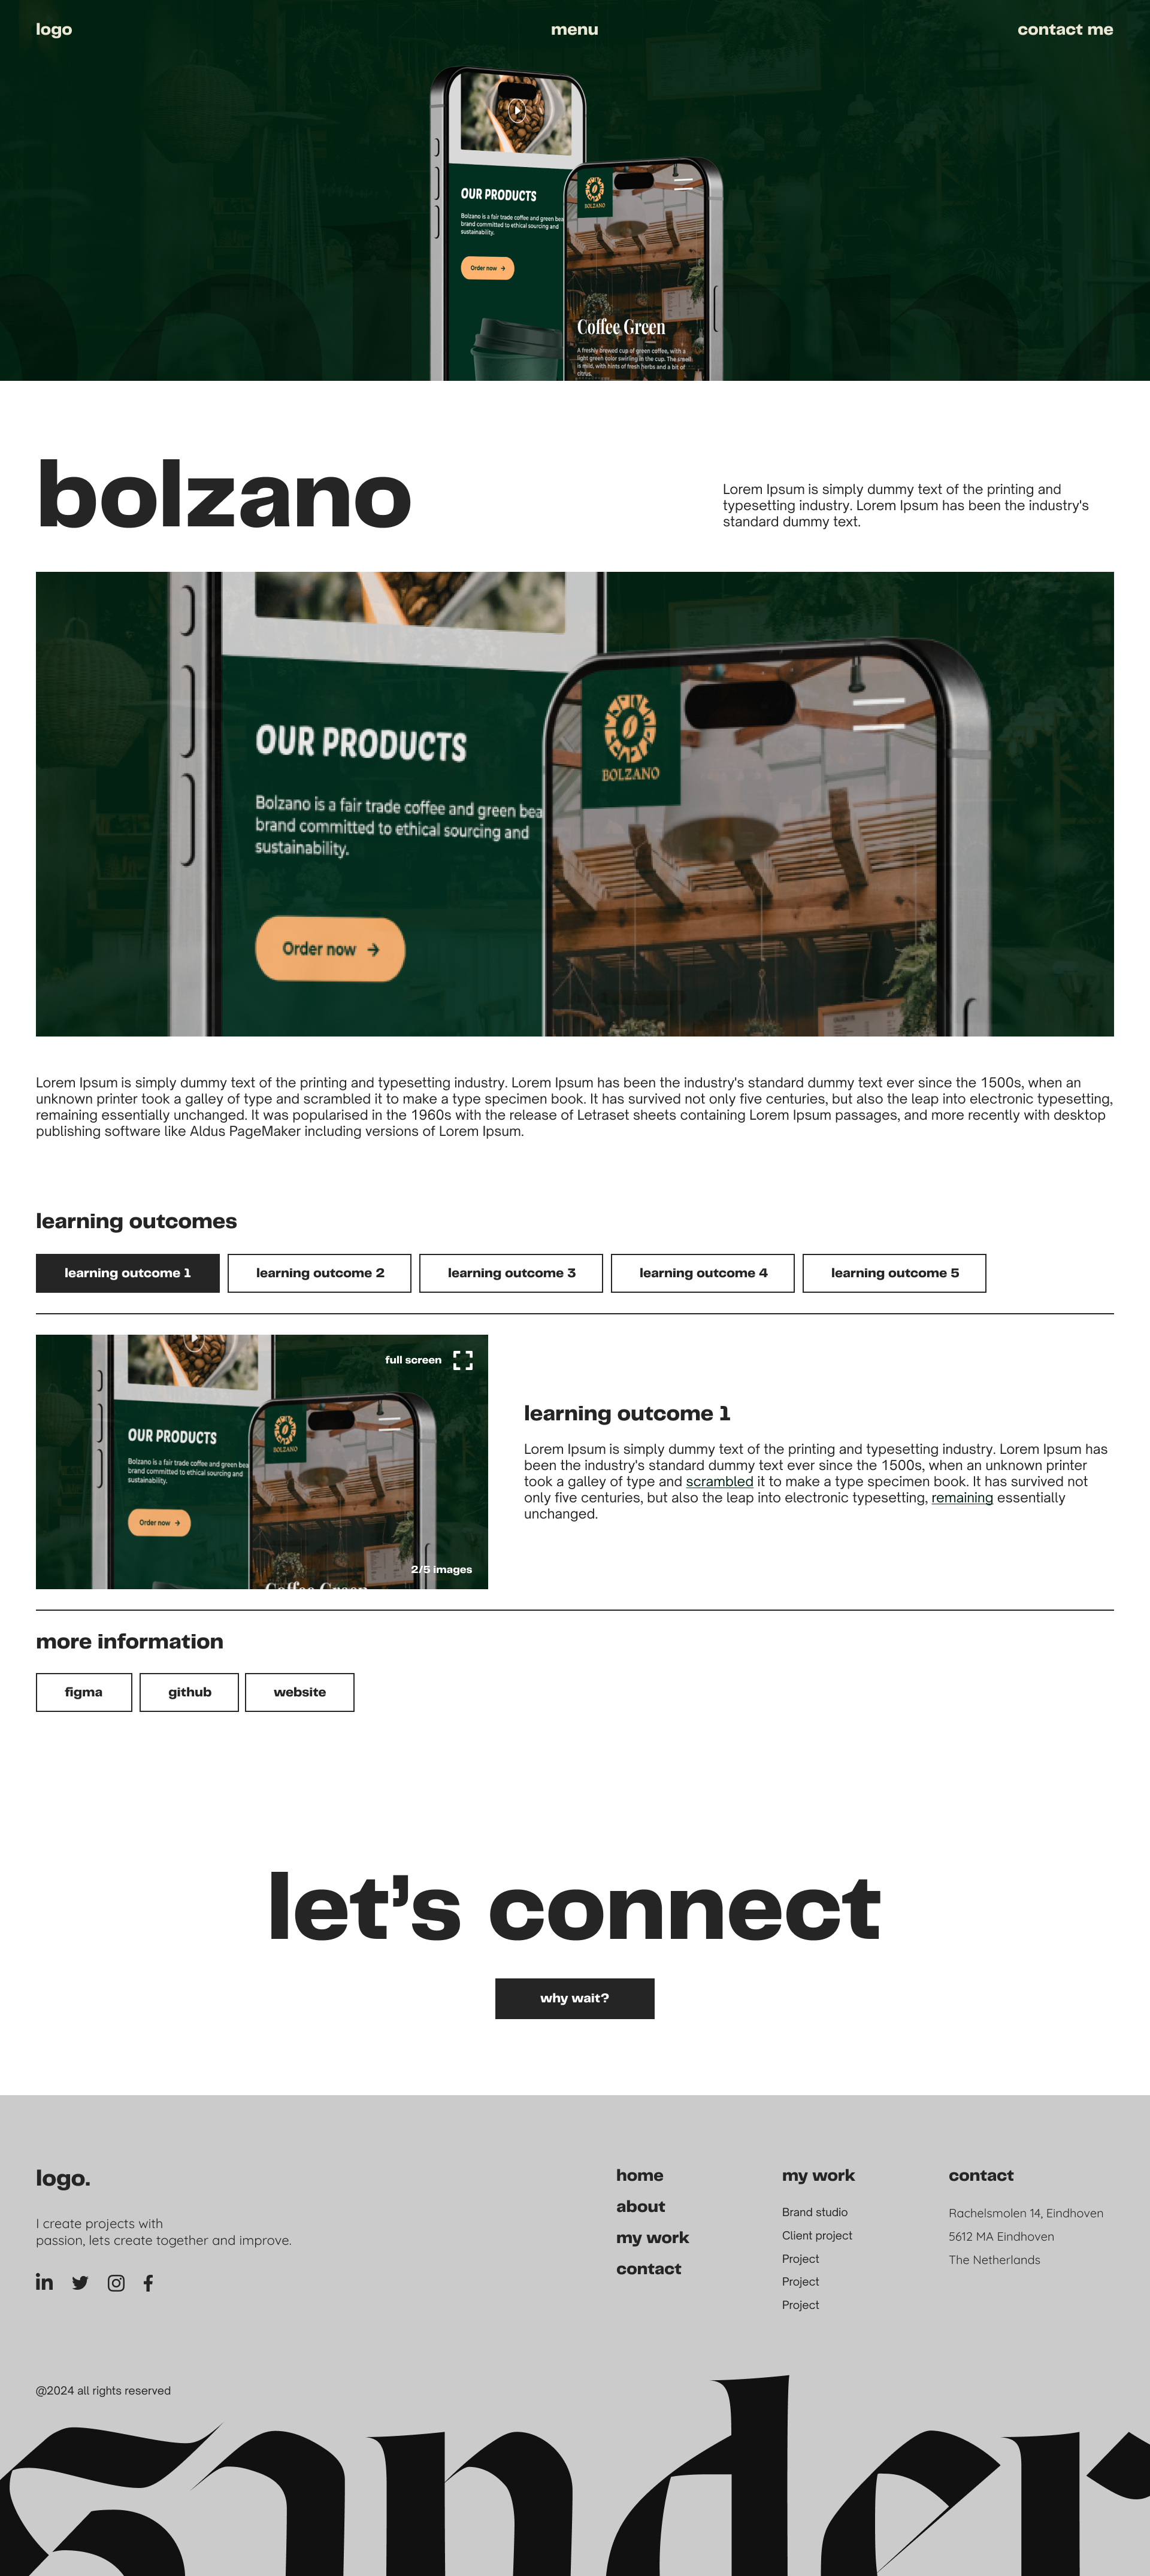 logo
menu
contact me
OUR PRODUCTS
Bolzano is a fair trade coffee and green bea
brand committed to ethical sourcing and
sustainability.
Order now
BOLZANO
Coffee Green
A freshly brewed cup of green coffee, with a
light green color swirling in the cup. The smell
is mild, with hints of fresh herbs and a bit of
citrus.
bolzano
Lorem Ipsum is simply dummy text of the printing and
typesetting industry. Lorem Ipsum has been the industry's
standard dummy text.
OUR PRODUCTS
Bolzano is a fair trade coffee and green bea
brand committed to ethical sourcing and
sustainability.
Order now
BOLZANO
Lorem Ipsum is simply dummy text of the printing and typesetting industry. Lorem Ipsum has been the industry's standard dummy text ever since the 1500s, when an
unknown printer took a galley of type and scrambled it to make a type specimen book. It has survived not only five centuries, but also the leap into electronic typesetting,
remaining essentially unchanged. It was popularised in the 1960s with the release of Letraset sheets containing Lorem Ipsum passages, and more recently with desktop
publishing software like Aldus PageMaker including versions of Lorem Ipsum.
learning outcomes
learning outcome 1
learning outcome 2
learning outcome 3
learning outcome 4
learning outcome 5
full screen
OUR PRODUCTS
Bolzano is a fair trade coffee and green bea
brand committed to ethical sourcing and
sustainability.
Order now
BOLZANO
2/5 images
Coffee Green
learning outcome 1
Lorem Ipsum is simply dummy text of the printing and typesetting industry. Lorem Ipsum has
been the industry's standard dummy text ever since the 1500s, when an unknown printer
took a galley of type and scrambled it to make a type specimen book. It has survived not
only five centuries, but also the leap into electronic typesetting, remaining essentially
unchanged.
more information
figma
github
website
let's connect
why wait?
logo.
I create projects with
passion, lets create together and improve.
home
about
my work
contact
my work
Brand studio
Client project
Project
Project
Project
contact
Rachelsmolen 14, Eindhoven
5612 MA Eindhoven
The Netherlands
@2024 all rights reserved
sander